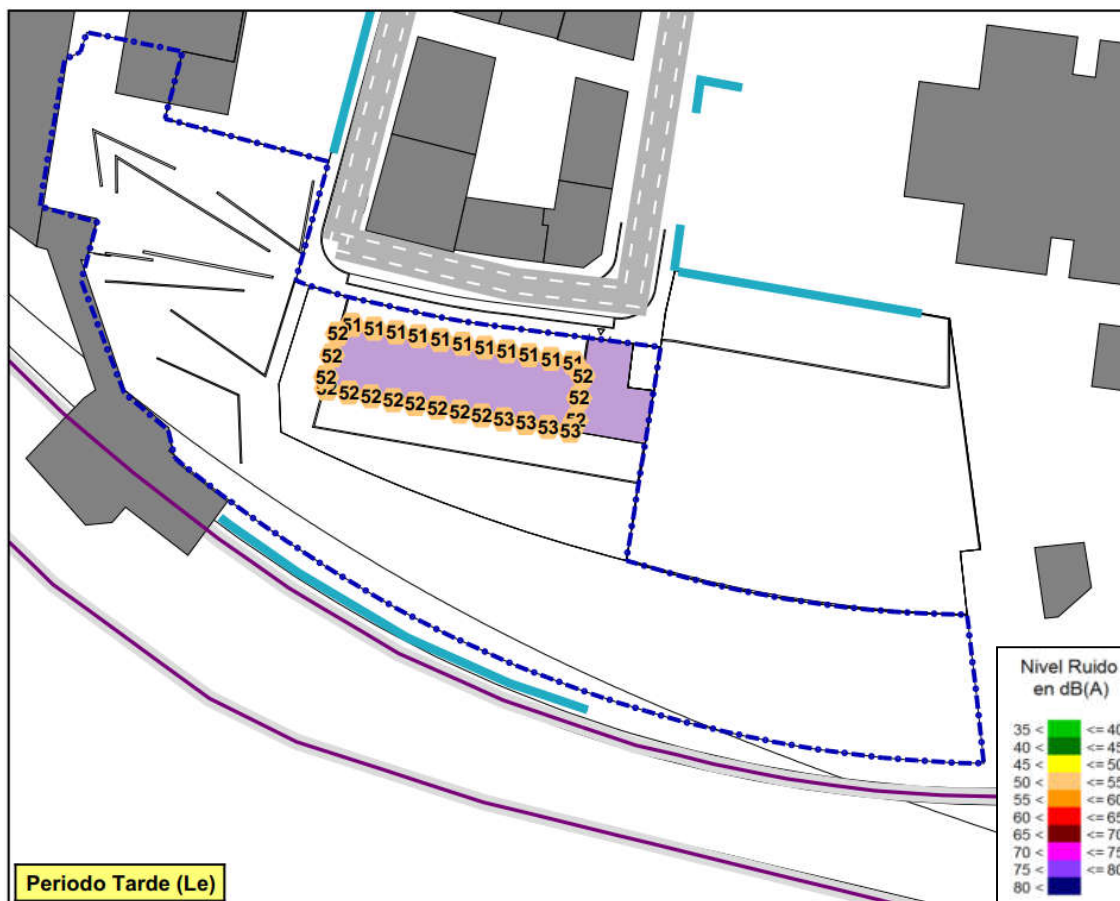 51 51 51 51 51 51 51 51 51 51 51
52 52
52 52
52 52
52 52 52 52 52 52 52 52 53 53 53 53
Nivel Ruido
en dB(A)
35 < <= 40
40 < <= 45
45 < <= 50
50 < <= 55
55 < <= 60
60 < <= 65
65 < <= 70
70 < <= 75
75 < <= 80
80 <
Periodo Tarde (Le)